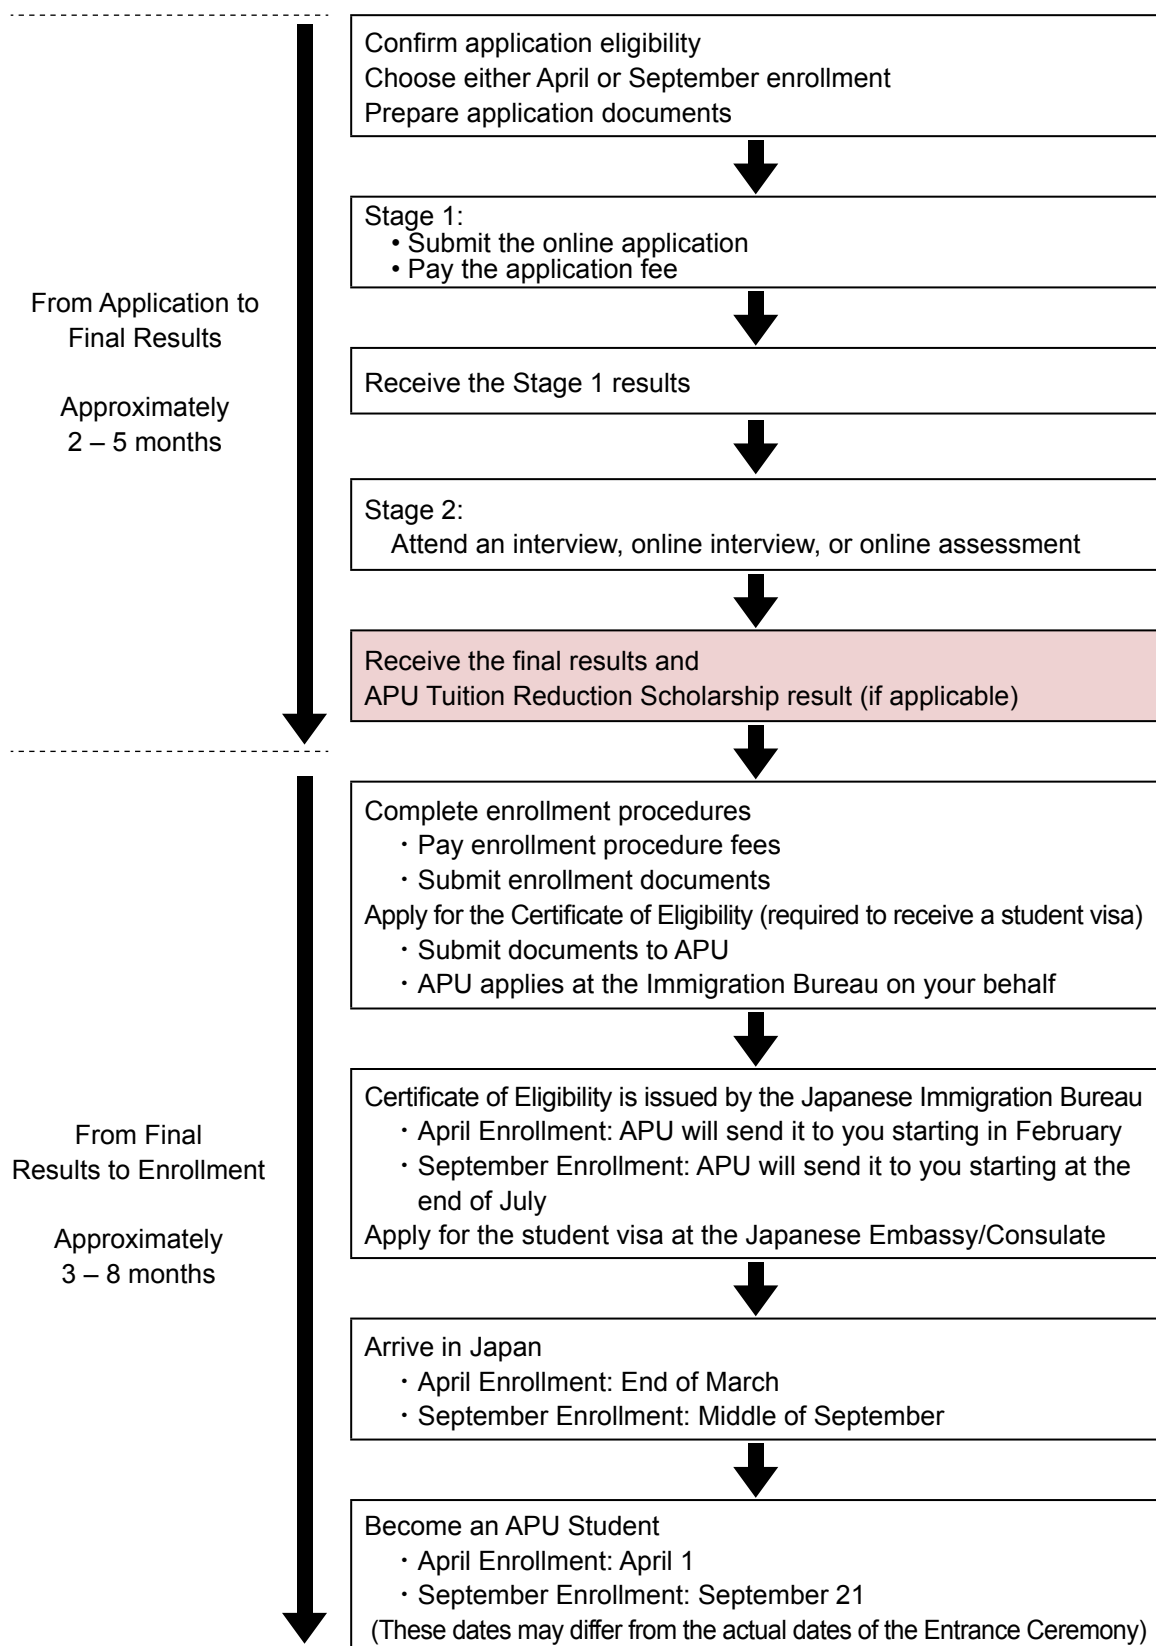 Confirm application eligibility
Choose either April or September enrollment
Prepare application documents
Stage 1:
• Submit the online application
• Pay the application fee
From Application to
Final Results
Approximately
2 – 5 months
Receive the Stage 1 results
Stage 2:
Attend an interview, online interview, or online assessment
Receive the final results and
APU Tuition Reduction Scholarship result (if applicable)
Complete enrollment procedures
・Pay enrollment procedure fees
・Submit enrollment documents
Apply for the Certificate of Eligibility (required to receive a student visa)
・Submit documents to APU
・APU applies at the Immigration Bureau on your behalf
From Final
Results to Enrollment
Approximately
3 – 8 months
Certificate of Eligibility is issued by the Japanese Immigration Bureau
・April Enrollment: APU will send it to you starting in February
・September Enrollment: APU will send it to you starting at the
end of July
Apply for the student visa at the Japanese Embassy/Consulate
Arrive in Japan
・April Enrollment: End of March
・September Enrollment: Middle of September
Become an APU Student
・April Enrollment: April 1
・September Enrollment: September 21
(These dates may differ from the actual dates of the Entrance Ceremony)